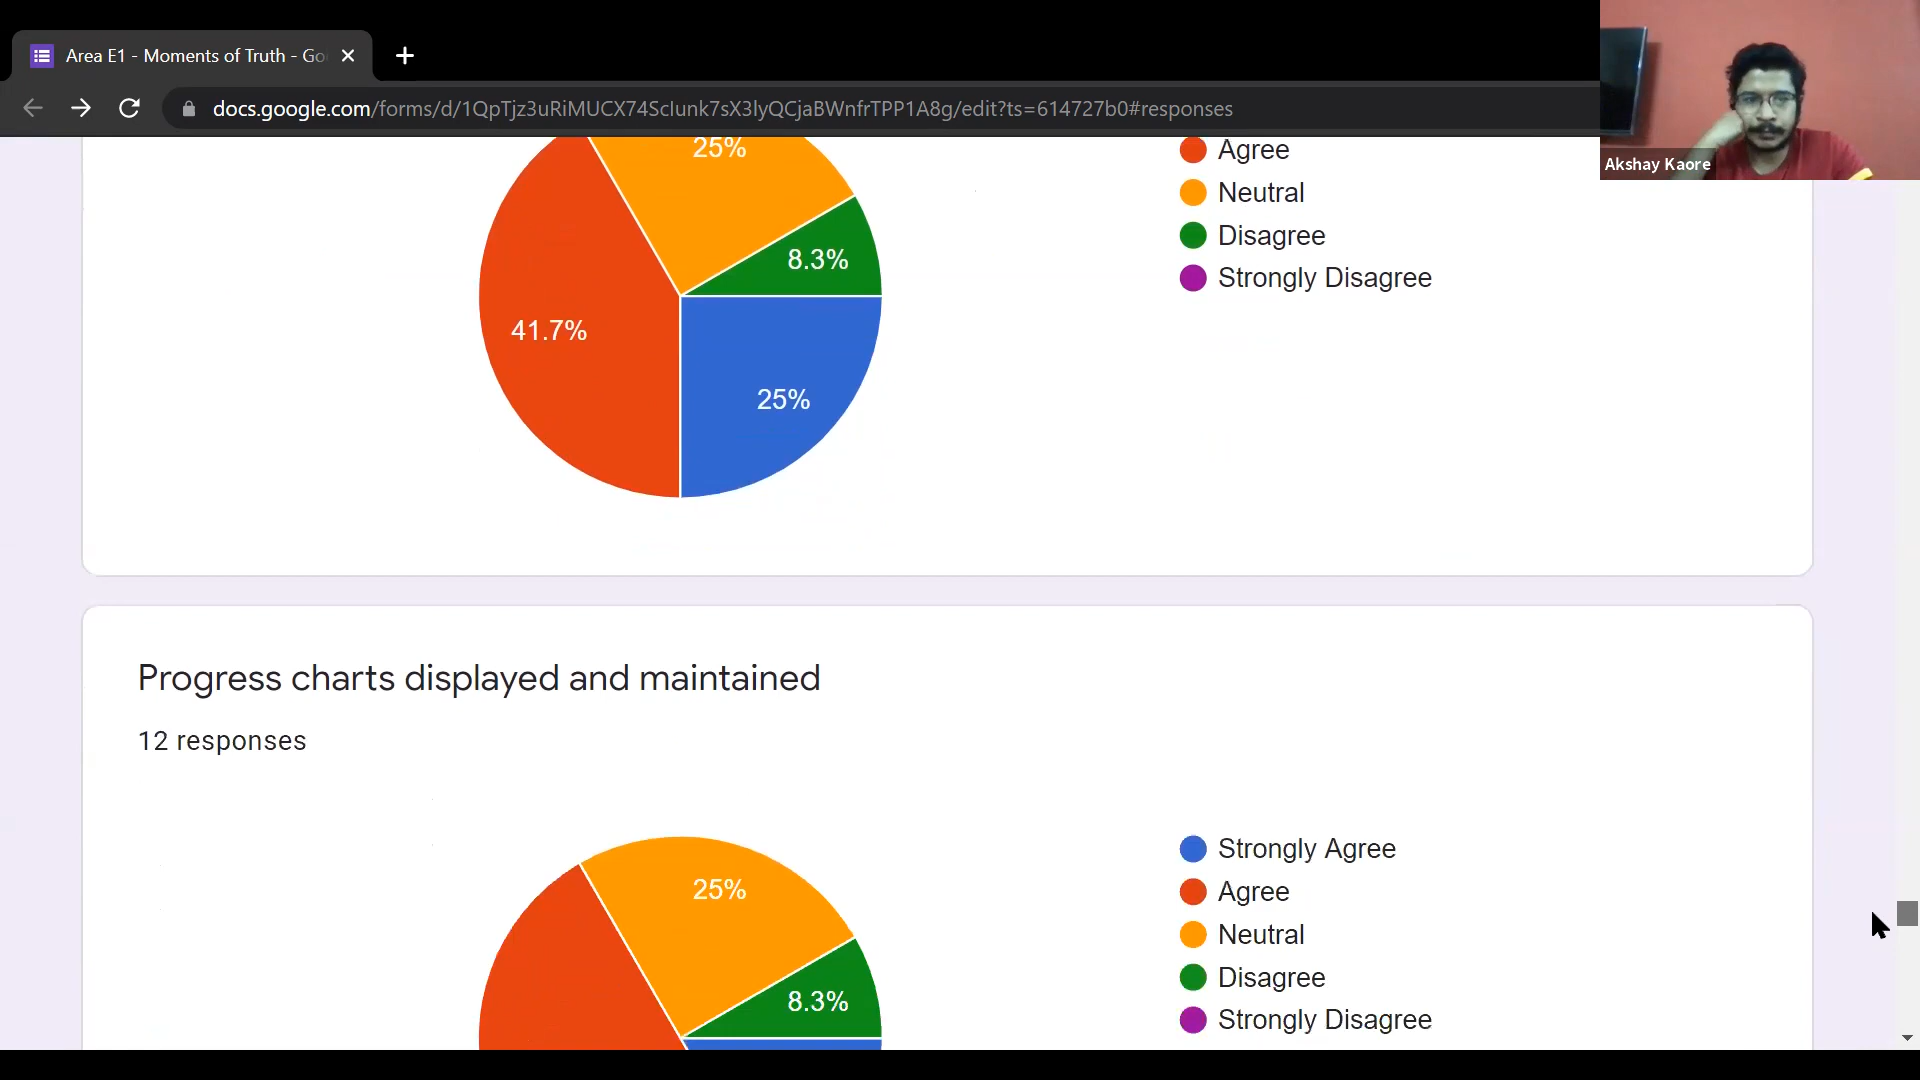 Area E1 - Moments of Truth - Go
docs.google.com/forms/d/1QpTjz3uRiMUCX74ScIunk7sX3lyQCjaBWnfrTPP1A8g/edit?ts=614727b0#responses
Akshay Kaore
25%
8.3%
41.7%
25%
Agree
Neutral
Disagree
Strongly Disagree
Progress charts displayed and maintained
12 responses
25%
8.3%
Strongly Agree
Agree
Neutral
Disagree
Strongly Disagree